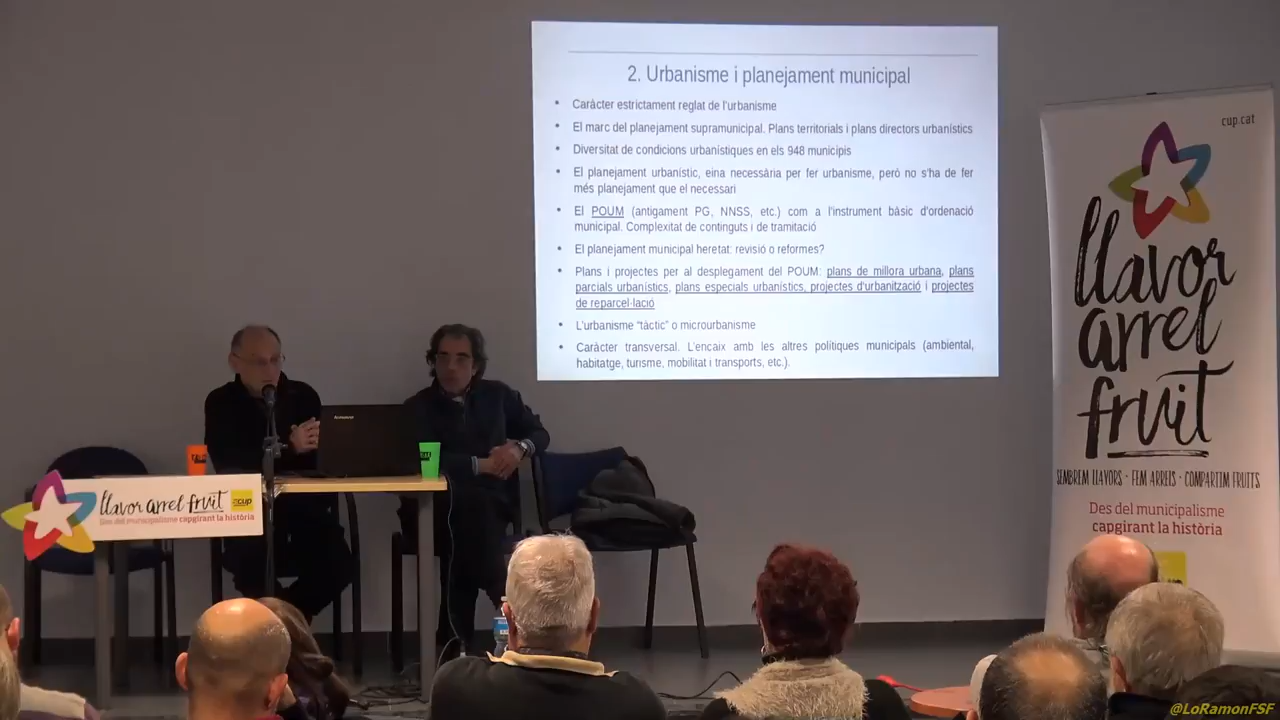 2. Urbanisme i planejament municipal
• Caràcter estrictament reglat de l'urbanisme
• El marc del planejament supramunicipal. Plans territorials i plans directors urbanístics
• Diversitat de condicions urbanístiques en els 948 municipis
• El planejament urbanístic, eina necessària per fer urbanisme, però no s'ha de fer
més planejament que el necessari
• El POUM (antigament PG, NNSS, etc.) com a l'instrument bàsic d'ordenació
municipal. Complexitat de continguts i de tramitació
• El planejament municipal heretat: revisió o reformes?
• Plans i projectes per al desplegament del POUM: plans de millora urbana, plans
parcials urbanístics, plans especials urbanístics, projectes d'urbanització i projectes
de reparcel·lació
• L'urbanisme "tàctic" o microurbanisme
• Caràcter transversal. L'encaix amb les altres polítiques municipals (ambiental,
habitatge, turisme, mobilitat i transports, etc.).
cup.cat
llavor
arrel
fruit
SEMBREM LLAVORS · FEM ARRELS · COMPARTIM FRUITS
Des del municipalisme
capgirant la història
lenovo
llavor arrel fruit
cup
Des del municipalisme capgirant la història
@LoRamonFSF